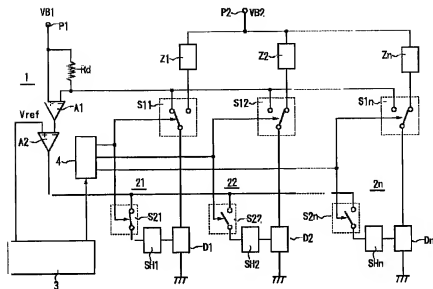 VB1
P1
P2
VB2
Z1
Z2
Zn
Rd
1
S11
S12
S1n
A1
Vref
A2
4
21
22
2n
S21
S22
S2n
D1
D2
Dn
SH1
SH2
SHn
3